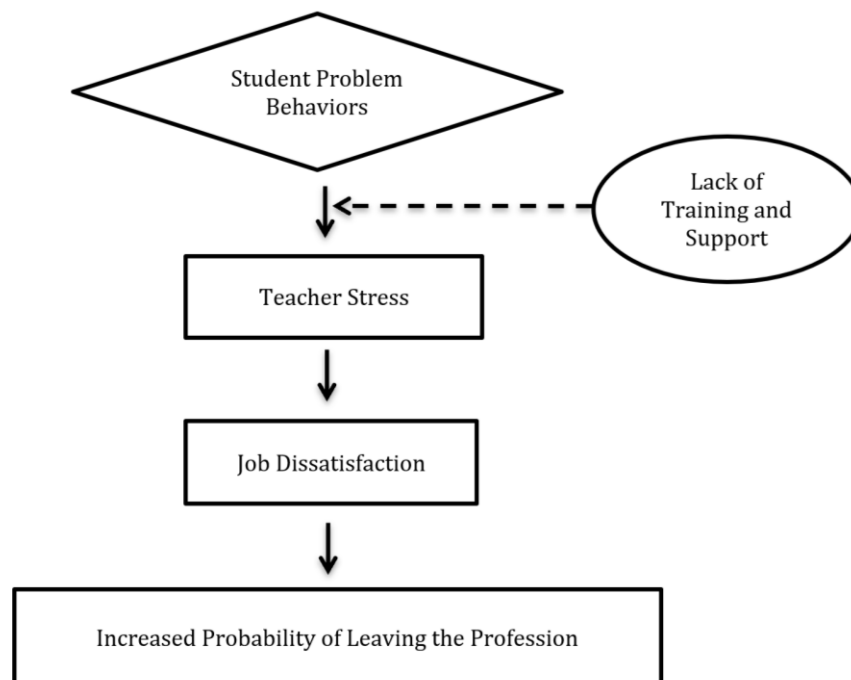 Student Problem
Behaviors
Lack of
Training and
Support
Teacher Stress
Job Dissatisfaction
Increased Probability of Leaving the Profession